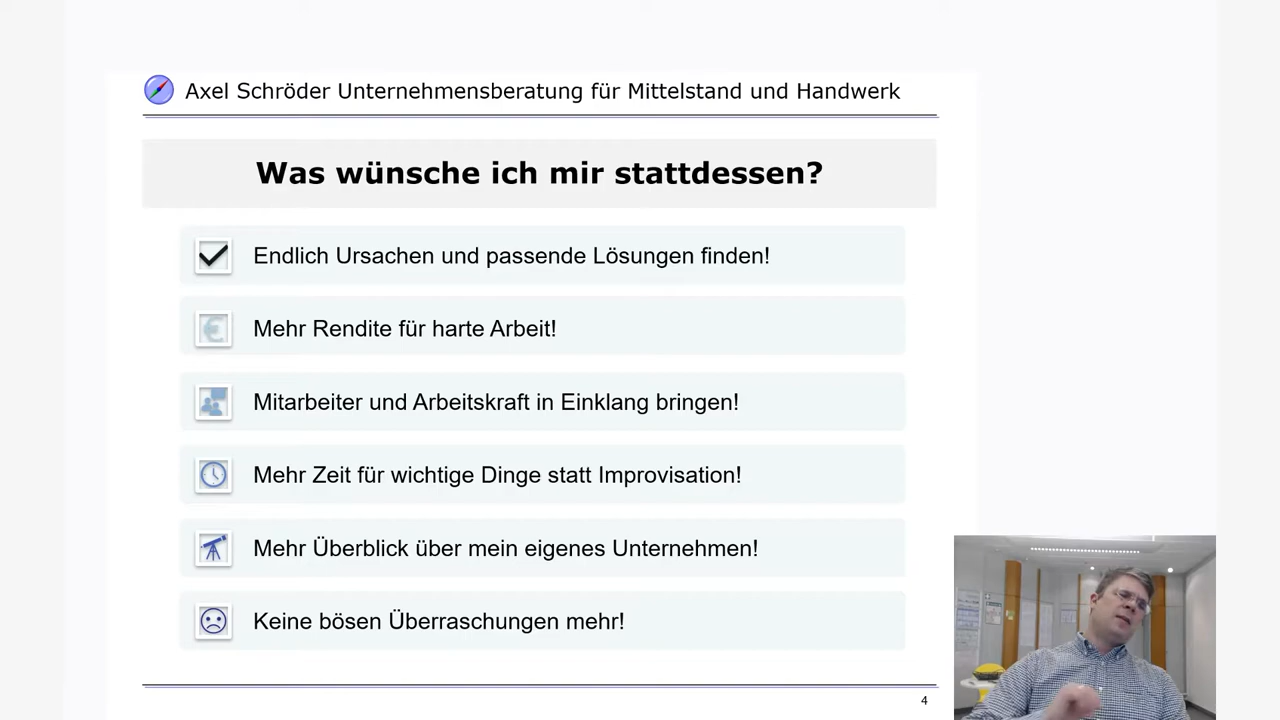 Axel Schröder Unternehmensberatung für Mittelstand und Handwerk
Was wünsche ich mir stattdessen?
Endlich Ursachen und passende Lösungen finden!
€
Mehr Rendite für harte Arbeit!
Mitarbeiter und Arbeitskraft in Einklang bringen!
Mehr Zeit für wichtige Dinge statt Improvisation!
Mehr Überblick über mein eigenes Unternehmen!
Keine bösen Überraschungen mehr!
4